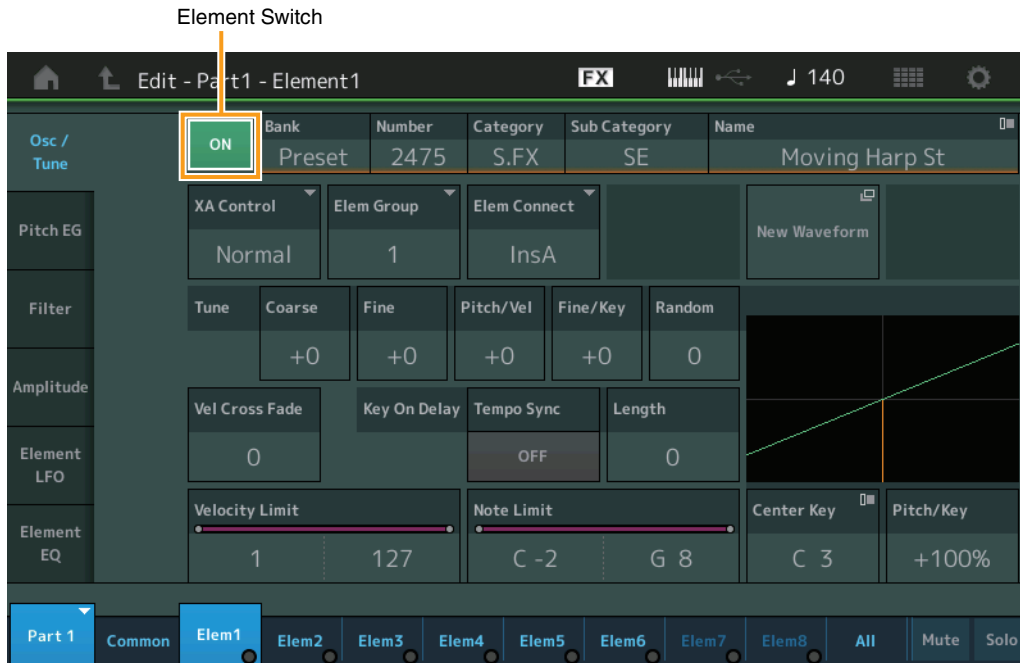 Element Switch
Edit - Part1 - Element1
FX
♩ 140
Osc /
Tune
ON
Bank
Preset
Number
2475
Category
S.FX
Sub Category
SE
Name
Moving Harp St
Pitch EG
XA Control
Normal
Elem Group
1
Elem Connect
InsA
New Waveform
Filter
Tune
Coarse
+0
Fine
+0
Pitch/Vel
+0
Fine/Key
+0
Random
0
Amplitude
Vel Cross Fade
0
Key On Delay
Tempo Sync
OFF
Length
0
Element
LFO
Velocity Limit
1
127
Note Limit
C -2
G 8
Center Key
C 3
Pitch/Key
+100%
Element
EQ
Part 1
Common
Elem1
Elem2
Elem3
Elem4
Elem5
Elem6
Elem7
Elem8
All
Mute
Solo